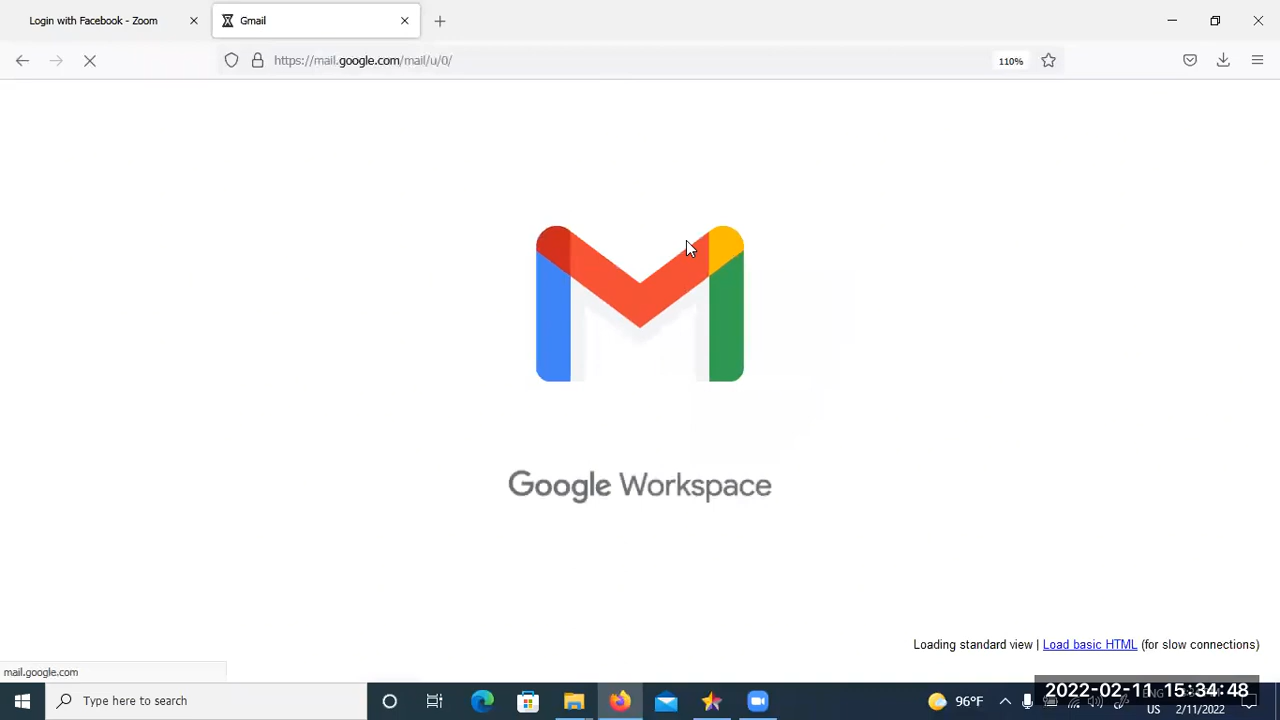 Login with Facebook - Zoom
Gmail
https://mail.google.com/mail/u/0/
110%
Google Workspace
Loading standard view | Load basic HTML (for slow connections)
mail.google.com
Type here to search
96°F
2022-02-11 15:34:48
ENG
US
2/11/2022